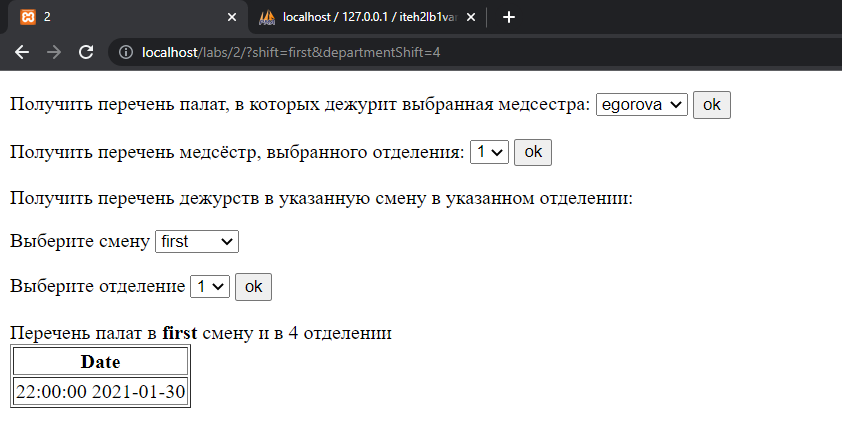 2
localhost / 127.0.0.1 / iteh2lb1var
localhost/labs/2/?shift=first&departmentShift=4
Получить перечень палат, в которых дежурит выбранная медсестра: egorova ok
Получить перечень медсёстр, выбранного отделения: 1 ok
Получить перечень дежурств в указанную смену в указанном отделении:
Выберите смену first
Выберите отделение 1 ok
Перечень палат в first смену и в 4 отделении
Date
22:00:00 2021-01-30